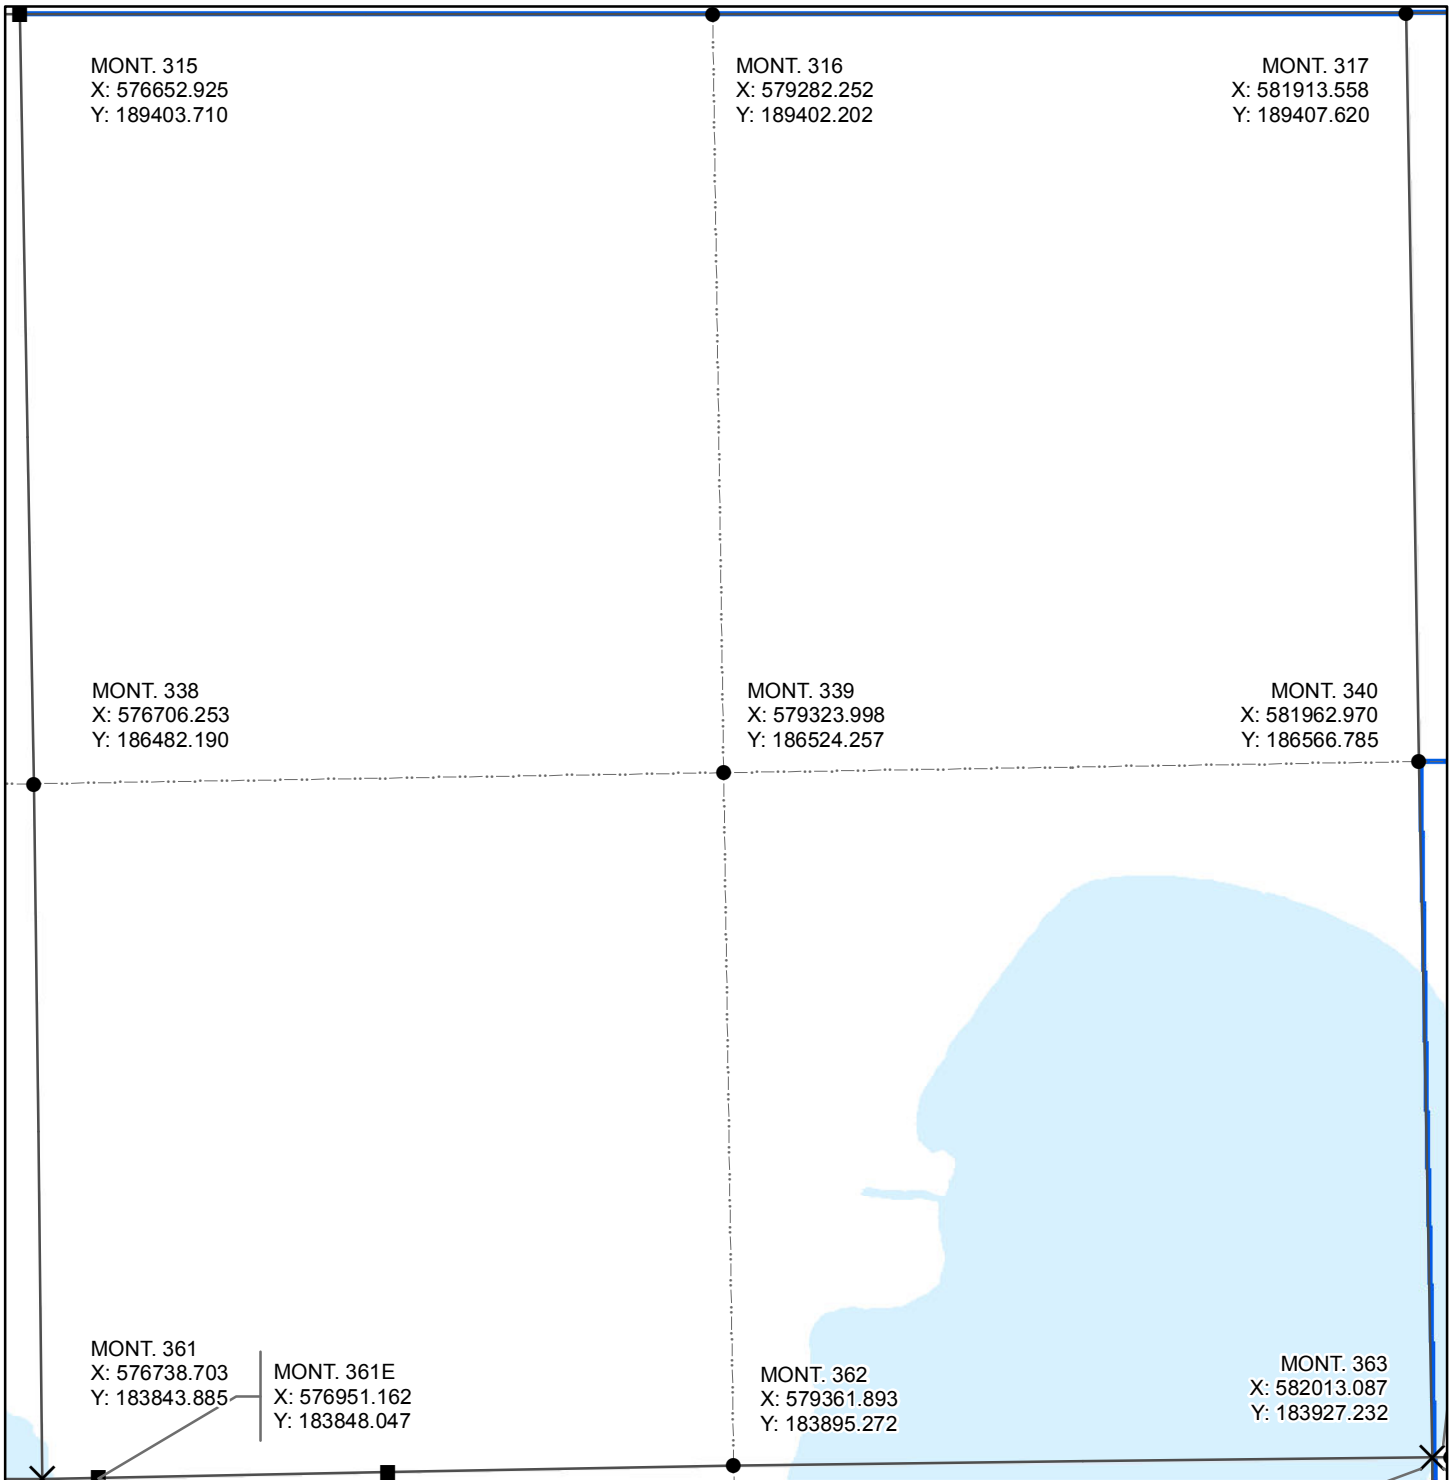 MONT. 315
X: 576652.925
Y: 189403.710
MONT. 316
X: 579282.252
Y: 189402.202
MONT. 317
X: 581913.558
Y: 189407.620
MONT. 338
X: 576706.253
Y: 186482.190
MONT. 339
X: 579323.998
Y: 186524.257
MONT. 340
X: 581962.970
Y: 186566.785
MONT. 361
X: 576738.703
Y: 183843.885
MONT. 361E
X: 576951.162
Y: 183848.047
MONT. 362
X: 579361.893
Y: 183895.272
MONT. 363
X: 582013.087
Y: 183927.232